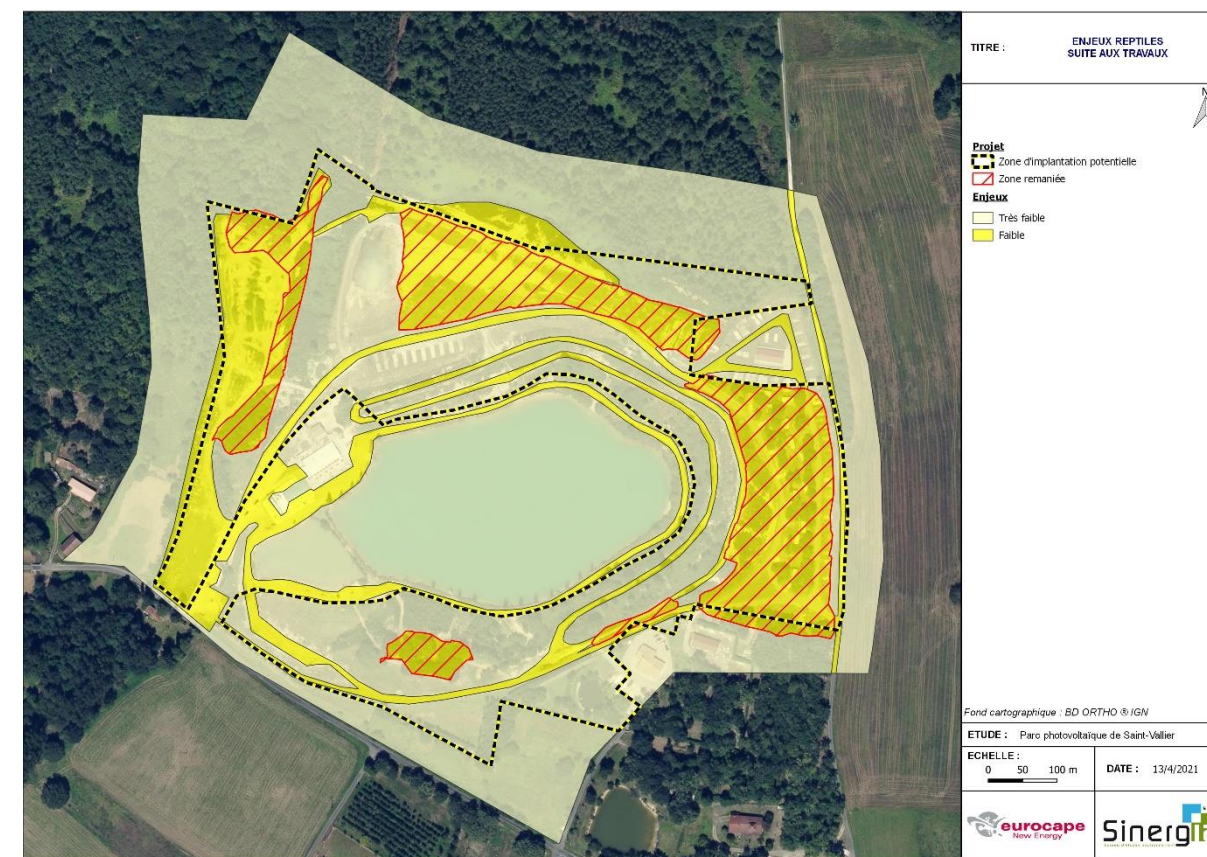 TITRE :
ENJEUX REPTILES
SUITE AUX TRAVAUX
N
Projet
Zone d'implantation potentielle
Zone remaniée
Enjeux
Très faible
Faible
Fond cartographique : BD ORTHO ® IGN
ETUDE : Parc photovoltaïque de Saint-Vallier
ECHELLE :
0 50 100 m
DATE : 13/4/2021
eurocape
New Energy
Sinergi